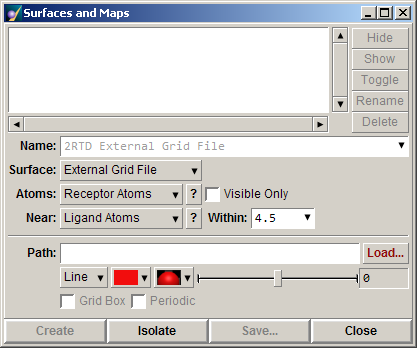 Surfaces and Maps
Hide
Show
Toggle
Rename
Delete
Name: 2RTD External Grid File
Surface: External Grid File
Atoms: Receptor Atoms ? Visible Only
Near: Ligand Atoms ? Within: 4.5
Path: Load...
Line 0
Grid Box Periodic
Create Isolate Save... Close